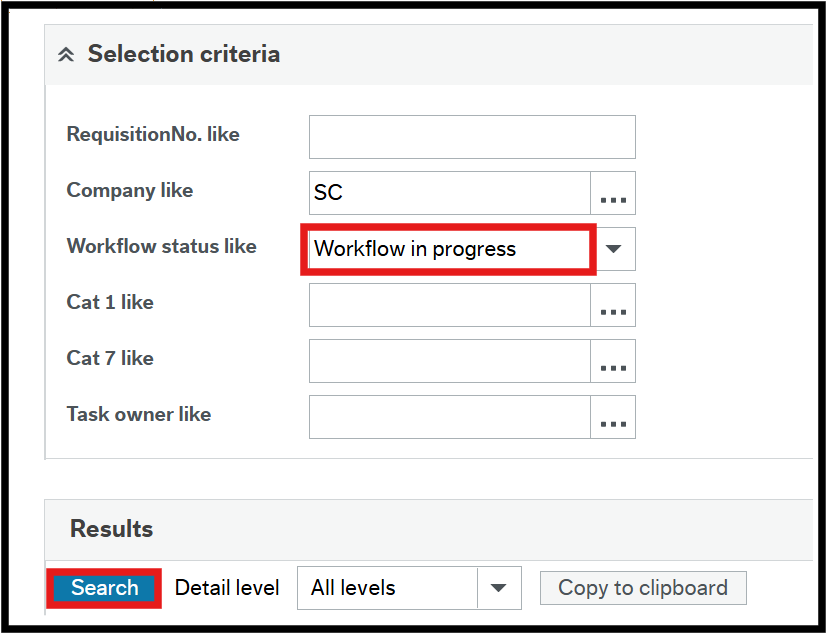 Selection criteria
RequisitionNo. like
Company like SC ...
Workflow status like Workflow in progress
Cat 1 like ...
Cat 7 like ...
Task owner like ...
Results
Search Detail level All levels Copy to clipboard